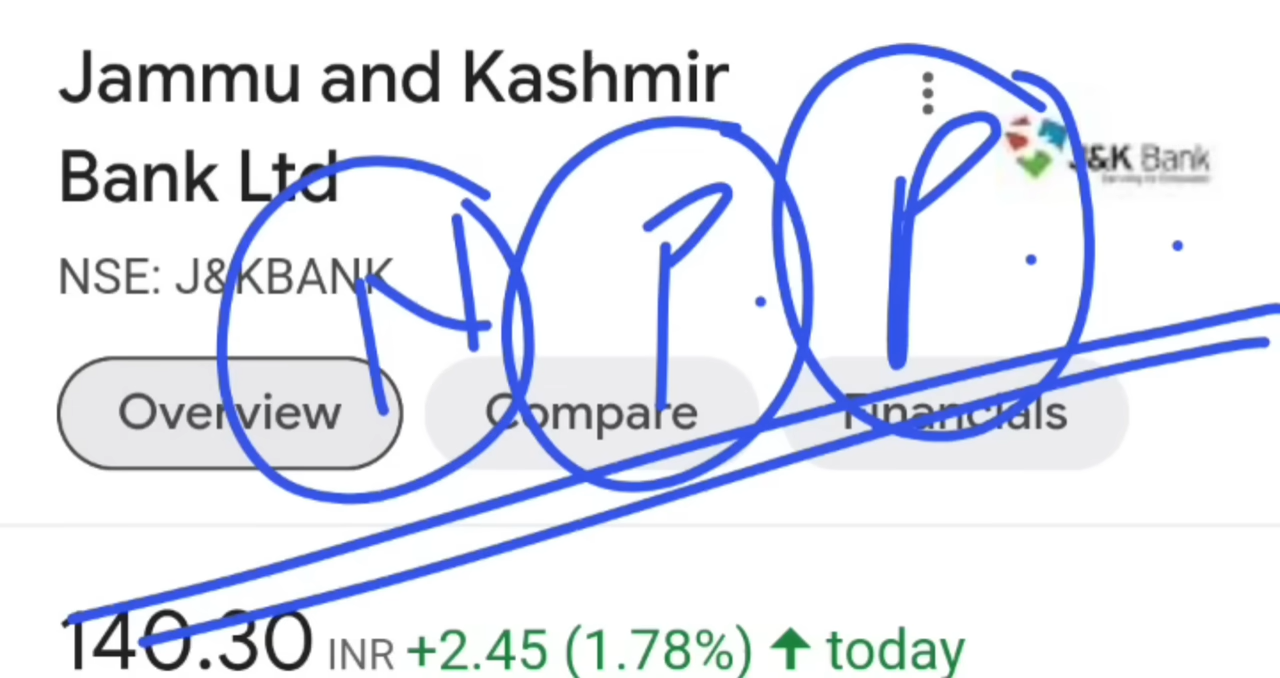 Jammu and Kashmir
Bank Ltd
J&K Bank
NSE: J&KBANK
N P P
Overview Compare Financials
140.30 INR +2.45 (1.78%) ↑ today